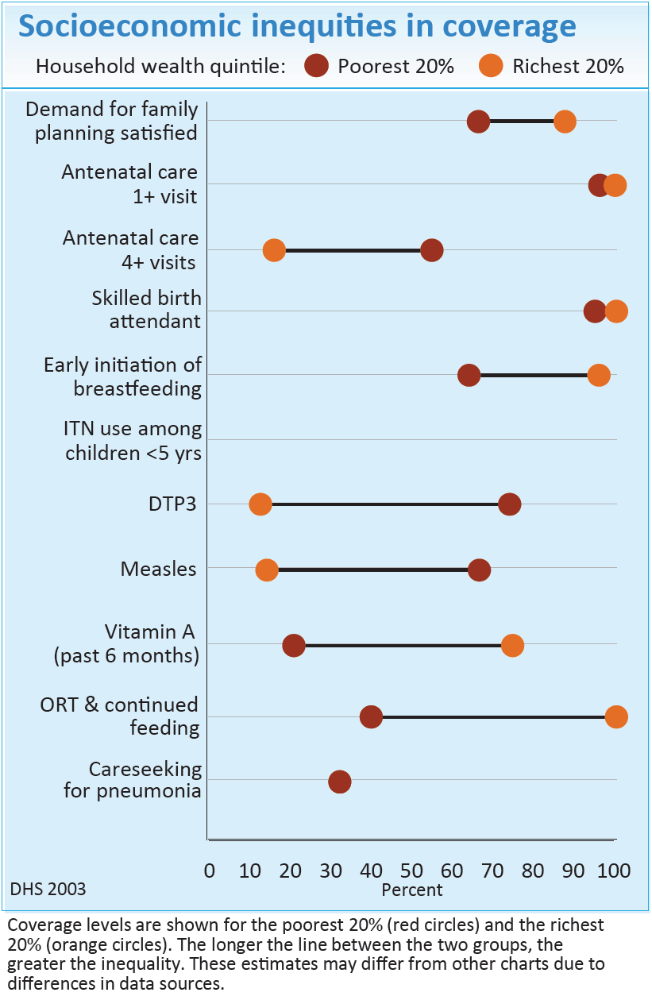 Socioeconomic inequities in coverage
Household wealth quintile: Poorest 20% Richest 20%
Demand for family
planning satisfied
Antenatal care
1+ visit
Antenatal care
4+ visits
Skilled birth
attendant
Early initiation of
breastfeeding
ITN use among
children <5 yrs
DTP3
Measles
Vitamin A
(past 6 months)
ORT & continued
feeding
Careseeking
for pneumonia
0 10 20 30 40 50 60 70 80 90 100
Percent
DHS 2003
Coverage levels are shown for the poorest 20% (red circles) and the richest
20% (orange circles). The longer the line between the two groups, the
greater the inequality. These estimates may differ from other charts due to
differences in data sources.